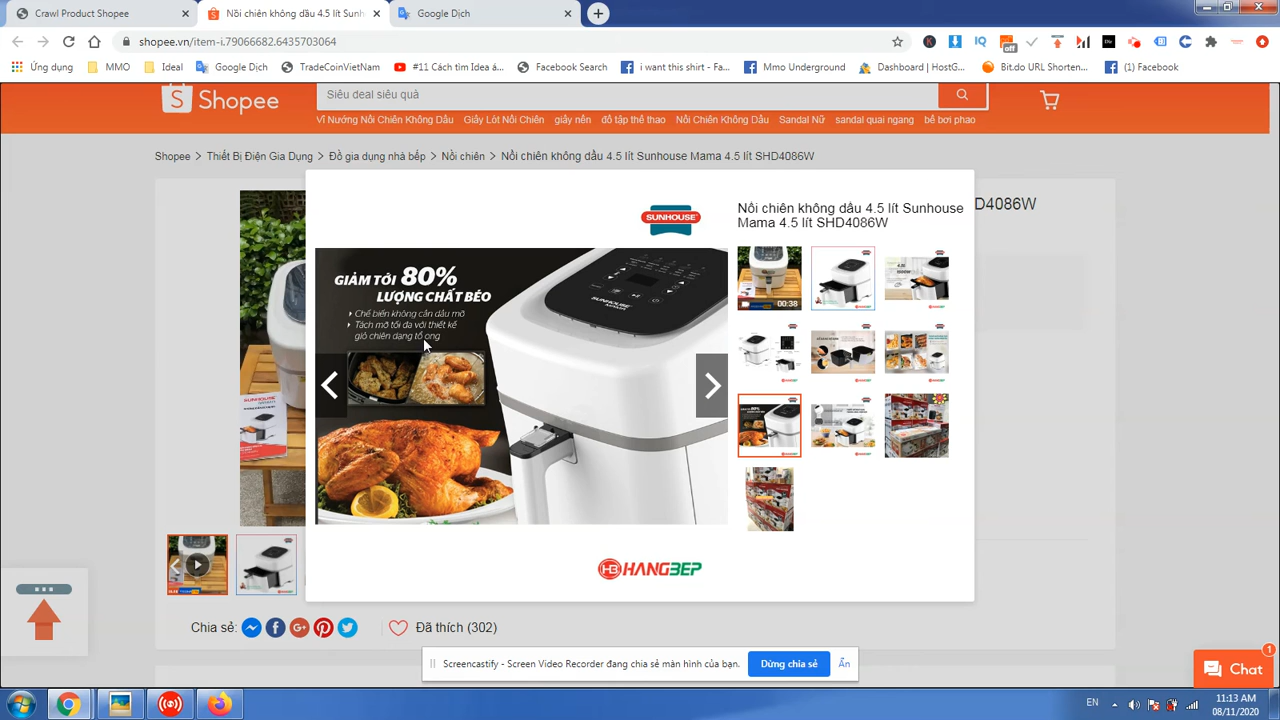 Crawl Product Shopee
Nồi chiên không dầu 4.5 lít Sunh
Google Dịch
shopee.vn/item-i.79066682.6435703064
off
Ứng dụng
MMO
Ideal
Google Dịch
TradeCoinVietNam
#11 Cách tìm Idea á...
Facebook Search
i want this shirt - Fa...
Mmo Underground
Dashboard | HostG...
Bit.do URL Shorten...
(1) Facebook
Shopee
Siêu deal siêu quà
Vĩ Nướng Nồi Chiên Không Dầu
Giấy Lót Nồi Chiên
giấy nến
đồ tập thể thao
Nồi Chiên Không Dầu
Sandal Nữ
sandal quai ngang
bể bơi phao
Shopee > Thiết Bị Điện Gia Dụng > Đồ gia dụng nhà bếp > Nồi chiên > Nồi chiên không dầu 4.5 lít Sunhouse Mama 4.5 lít SHD4086W
D4086W
SUNHOUSE
Nồi chiên không dầu 4.5 lít Sunhouse
Mama 4.5 lít SHD4086W
GIẢM TỚI 80%
LƯỢNG CHẤT BÉO
Chế biến không cần dầu mỡ
Tách mỡ tối đa với thiết kế
giỏ chiên dạng tổ ong
SUNHOUSE
00:38
HANGBEP
Chia sẻ:
Đã thích (302)
Screencastify - Screen Video Recorder đang chia sẻ màn hình của bạn.
Dừng chia sẻ
Ẩn
1
Chat
EN
11:13 AM
08/11/2020